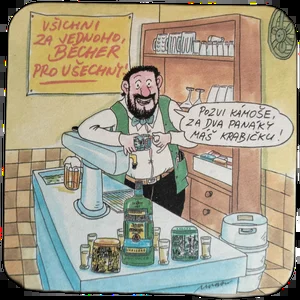 VŠICHNI
ZA JEDNOHO,
BECHER
PRO VŠECHNY!
POZVI KÁMOŠE,
ZA DVA PANÁKY
MÁŠ KRABIČKU!